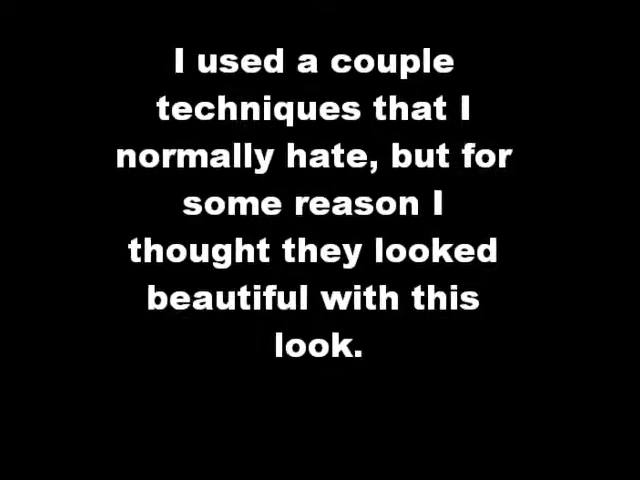 I used a couple
techniques that I
normally hate, but for
some reason I
thought they looked
beautiful with this
look.